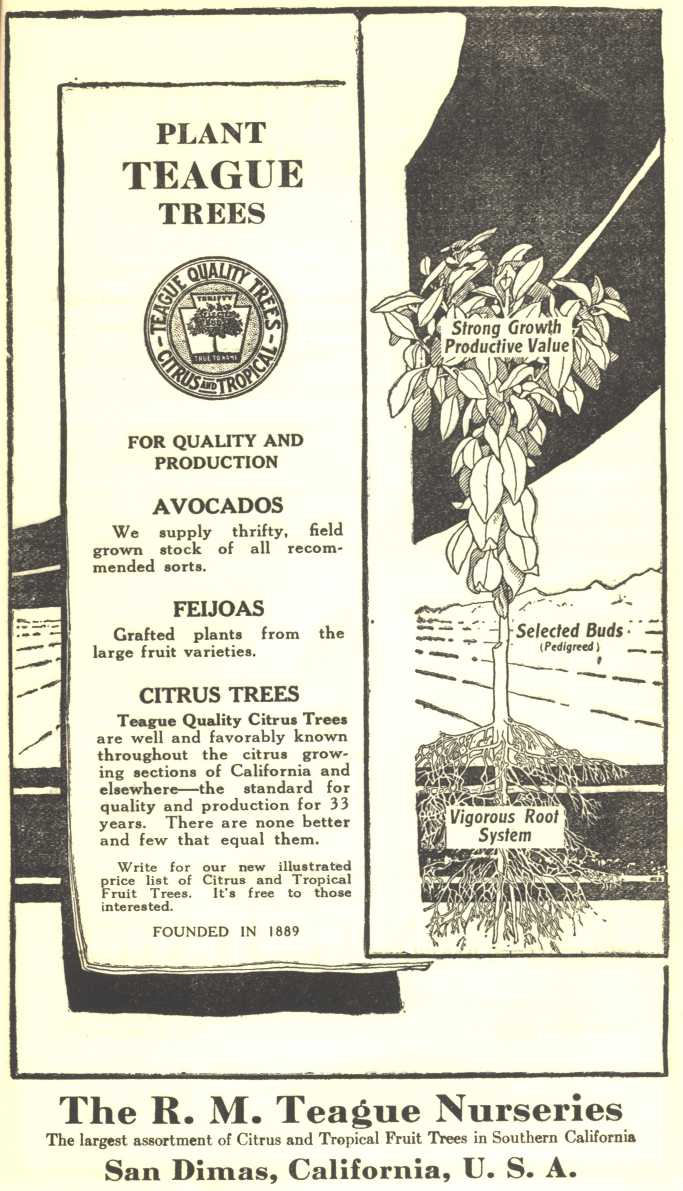 PLANT
TEAGUE
TREES
TEAGUE QUALITY TREES
THRIFTY
TRUE TO NAME
CITRUS AND TROPICAL
FOR QUALITY AND
PRODUCTION
AVOCADOS
We supply thrifty, field
grown stock of all recom-
mended sorts.
FEIJOAS
Grafted plants from the
large fruit varieties.
CITRUS TREES
Teague Quality Citrus Trees
are well and favorably known
throughout the citrus grow-
ing sections of California and
elsewhere—the standard for
quality and production for 33
years. There are none better
and few that equal them.
Write for our new illustrated
price list of Citrus and Tropical
Fruit Trees. It's free to those
interested.
FOUNDED IN 1889
Strong Growth
Productive Value
Selected Buds
(Pedigreed)
Vigorous Root
System
The R. M. Teague Nurseries
The largest assortment of Citrus and Tropical Fruit Trees in Southern California
San Dimas, California, U. S. A.